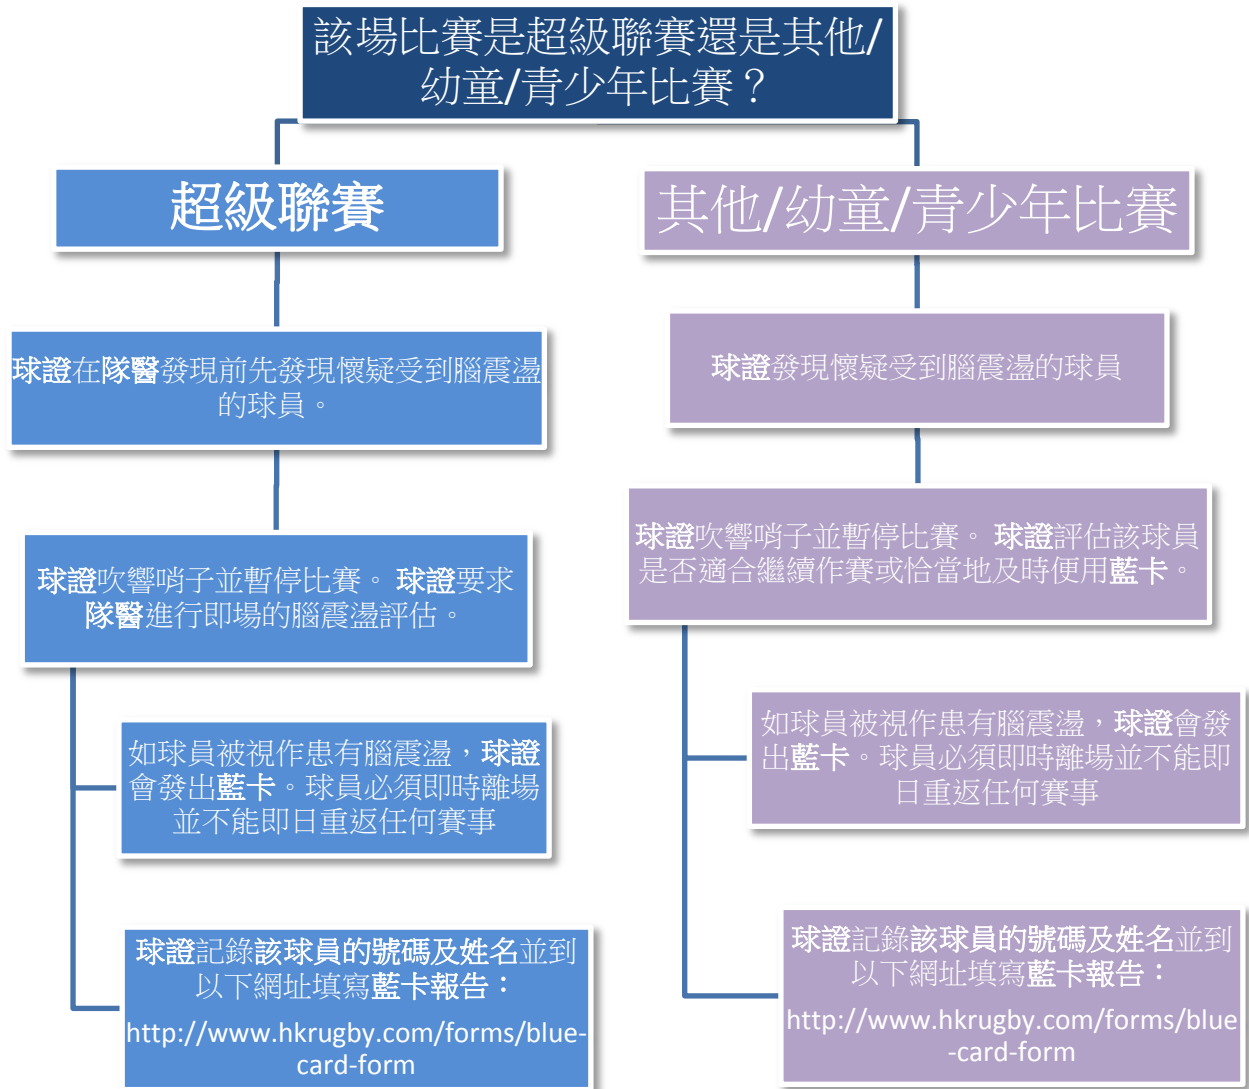 該場比賽是超級聯賽還是其他/
幼童/青少年比賽？
超級聯賽
球證在隊醫發現前先發現懷疑受到腦震盪
的球員。
球證吹響哨子並暫停比賽。 球證要求
隊醫進行即場的腦震盪評估。
如球員被視作患有腦震盪，球證
會發出藍卡。球員必須即時離場
並不能即日重返任何賽事
球證記錄該球員的號碼及姓名並到
以下網址填寫藍卡報告：
http://www.hkrugby.com/forms/blue-
card-form
其他/幼童/青少年比賽
球證發現懷疑受到腦震盪的球員
球證吹響哨子並暫停比賽。 球證評估該球員
是否適合繼續作賽或恰當地及時使用藍卡。
如球員被視作患有腦震盪，球證會發
出藍卡。球員必須即時離場並不能即
日重返任何賽事
球證記錄該球員的號碼及姓名並到
以下網址填寫藍卡報告：
http://www.hkrugby.com/forms/blue
-card-form